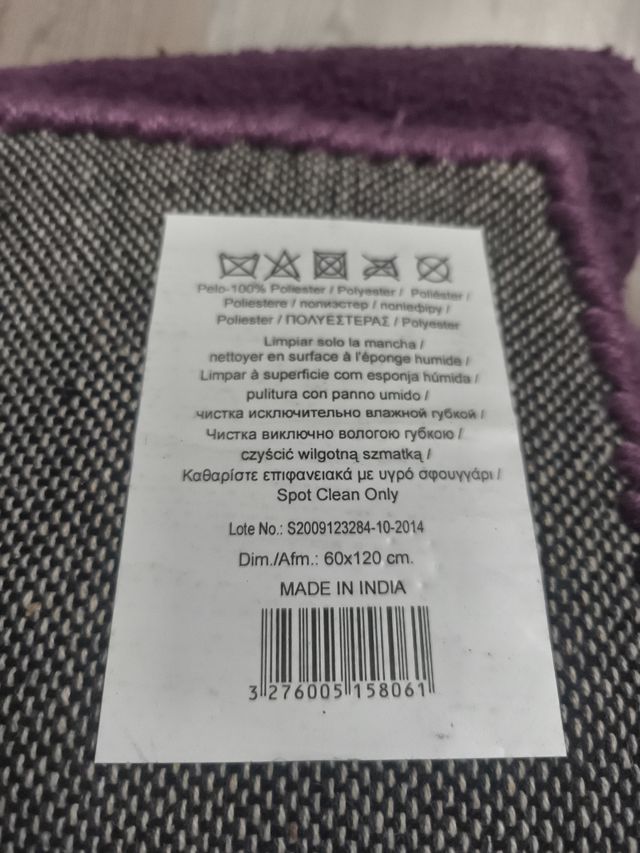 Pelo-100% Poliester / Polyester / Poliéster /
Poliestere / полиэстер / поліефіру /
Poliester / ΠΟΛΥΕΣΤΕΡΑΣ / Polyester
Limpiar solo la mancha /
nettoyer en surface à l'éponge humide /
Limpar à superficie com esponja húmida /
pulitura con panno umido /
чистка исключительно влажной губкой /
Чистка виключно вологою губкою /
czyścić wilgotną szmatką /
Καθαρίστε επιφανειακά με υγρό σφουγγάρι /
Spot Clean Only
Lote No.: S2009123284-10-2014
Dim./Afm.: 60x120 cm.
MADE IN INDIA
3 276005 158061